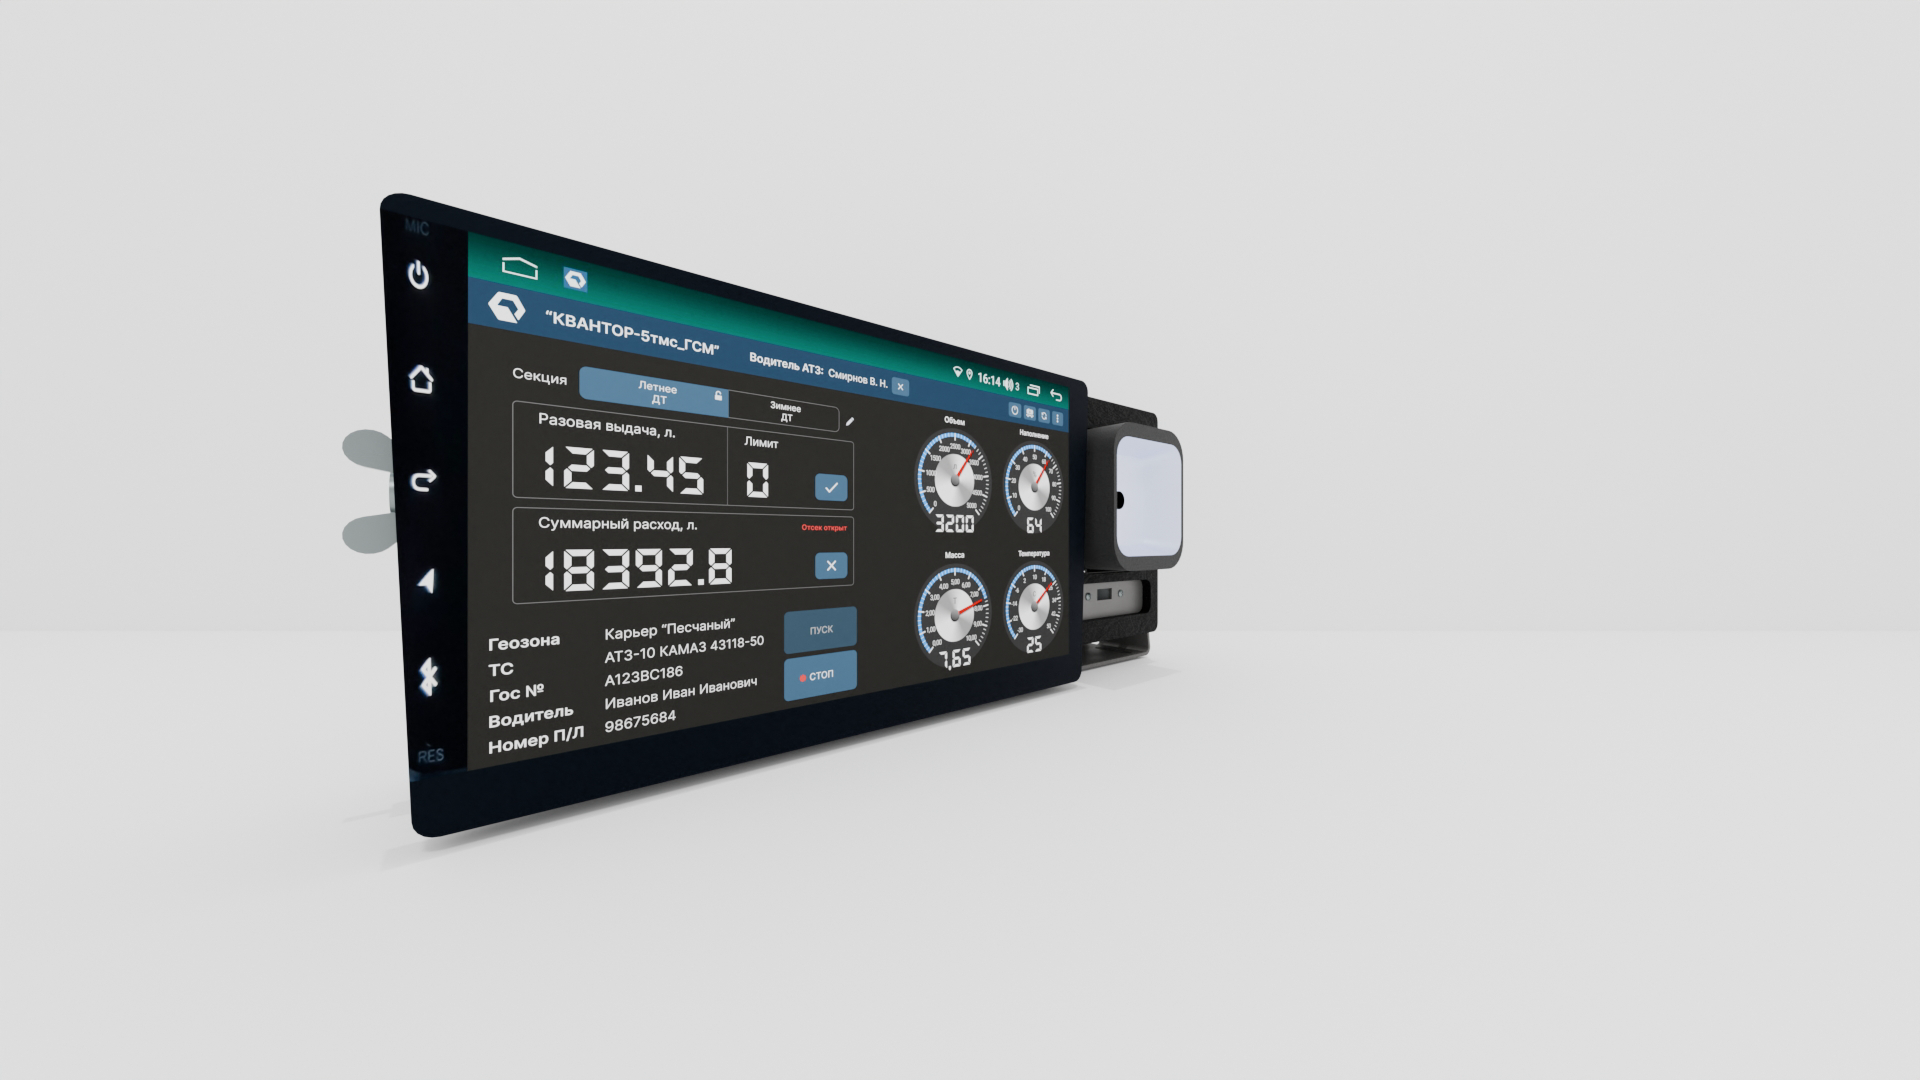 MIC
"КВАНТОР-5тмс_ГСМ"
Водитель АТЗ: Смирнов В. Н.
16:14
3
Секция
Летнее
ДТ
Зимнее
ДТ
Разовая выдача, л.
123.45
Лимит
0
Суммарный расход, л.
Отсек открыт
18392.8
Геозона
Карьер "Песчаный"
ТС
АТЗ-10 КАМАЗ 43118-50
Гос №
А123ВС186
Водитель
Иванов Иван Иванович
Номер П/Л
98675684
ПУСК
СТОП
Объем
3200
Наполнение
64
Масса
7,65
Температура
25
RES